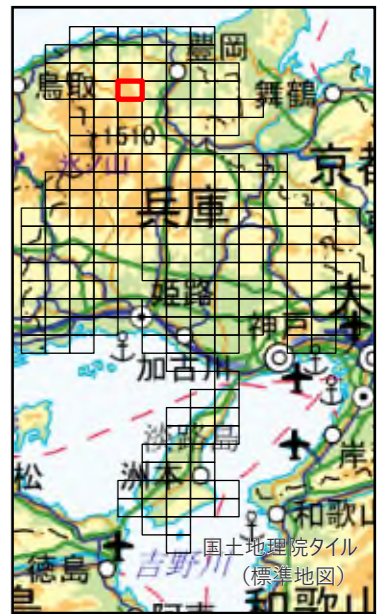 豊岡
鳥取
舞鶴
1510
氷ノ山
京都
兵庫
姫路
神戸
大
加古川
淡路島
洲本
岸
松
和歌山
国土地理院タイル
徳島
吉野川
(標準地図)
島
和歌山